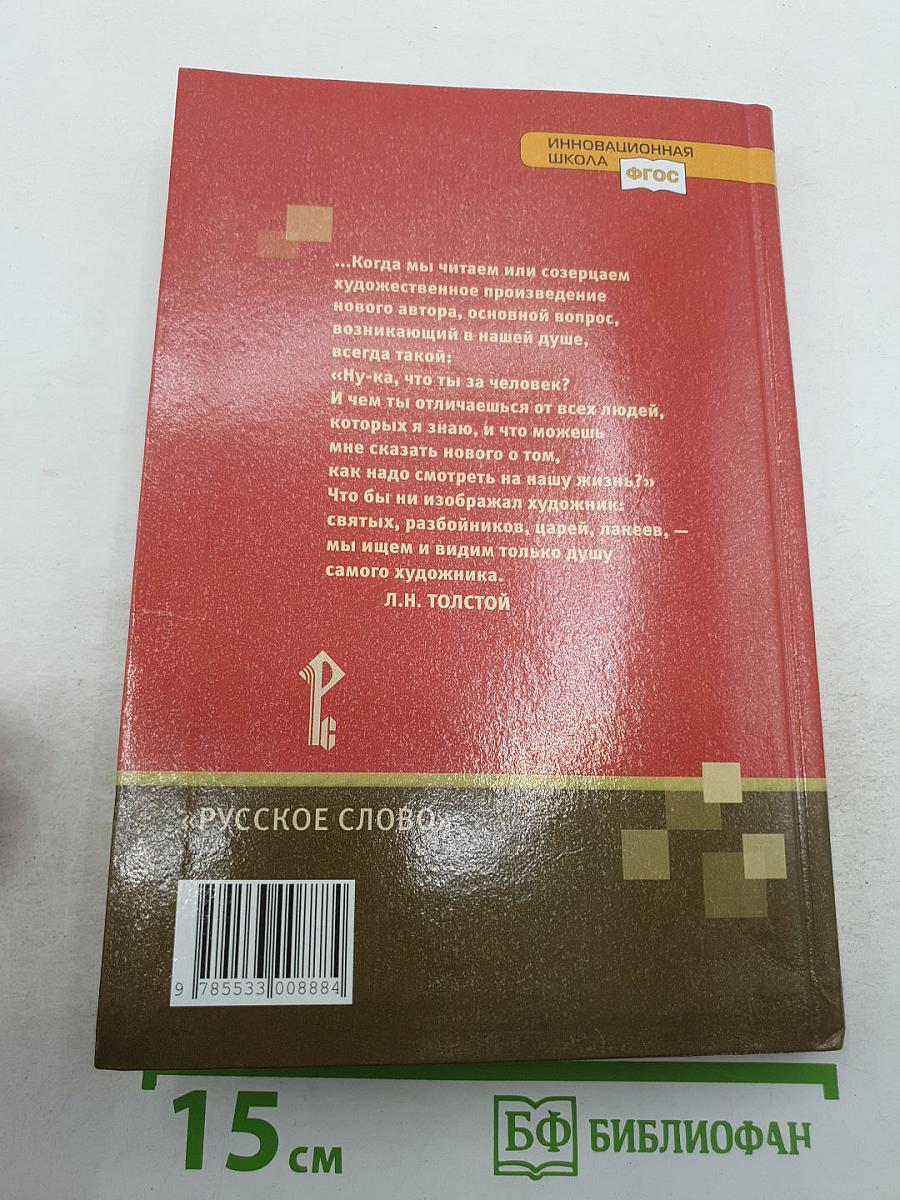 ИННОВАЦИОННАЯ
ШКОЛА
ФГОС
...Когда мы читаем или созерцаем
художественное произведение
нового автора, основной вопрос,
возникающий в нашей душе,
всегда такой:
«Ну-ка, что ты за человек?
И чем ты отличаешься от всех людей,
которых я знаю, и что можешь
мне сказать нового о том,
как надо смотреть на нашу жизнь?»
Что бы ни изображал художник:
святых, разбойников, царей, лакеев, —
мы ищем и видим только душу
самого художника.
Л.Н. ТОЛСТОЙ
РС
«РУССКОЕ СЛОВО»
9 785533 008884
15 см
БФ БИБЛИОФАН